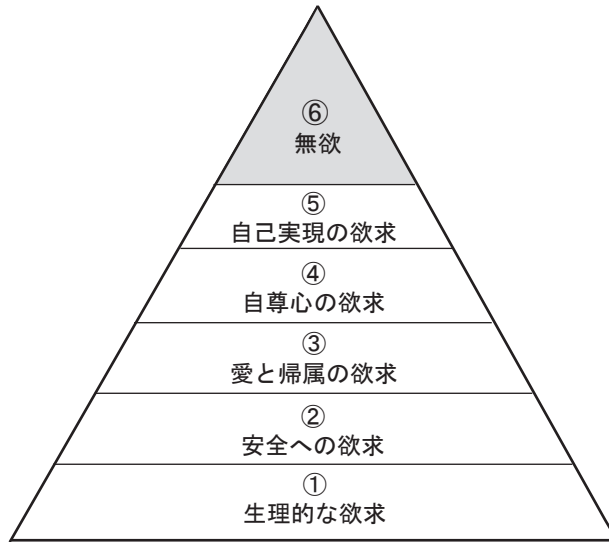 ⑥
無欲
⑤
自己実現の欲求
④
自尊心の欲求
③
愛と帰属の欲求
②
安全への欲求
①
生理的な欲求